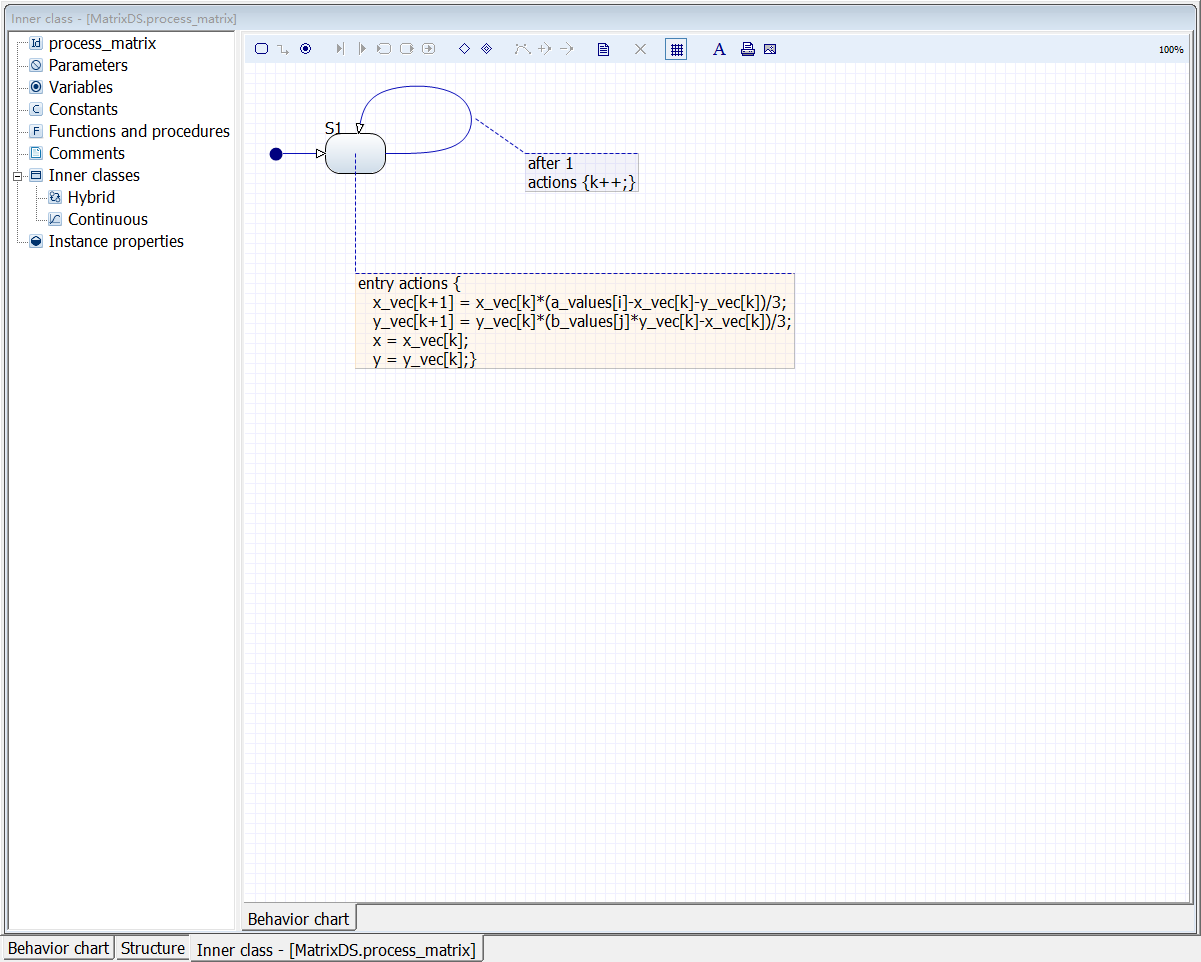 Inner class - [MatrixDS.process_matrix]
Id process_matrix
Parameters
Variables
C Constants
F Functions and procedures
Comments
Inner classes
Hybrid
Continuous
Instance properties
A
100%
S1
after 1
actions {k++;}
entry actions {
x_vec[k+1] = x_vec[k]*(a_values[i]-x_vec[k]-y_vec[k])/3;
y_vec[k+1] = y_vec[k]*(b_values[j]*y_vec[k]-x_vec[k])/3;
x = x_vec[k];
y = y_vec[k];}
Behavior chart
Behavior chart
Structure
Inner class - [MatrixDS.process_matrix]